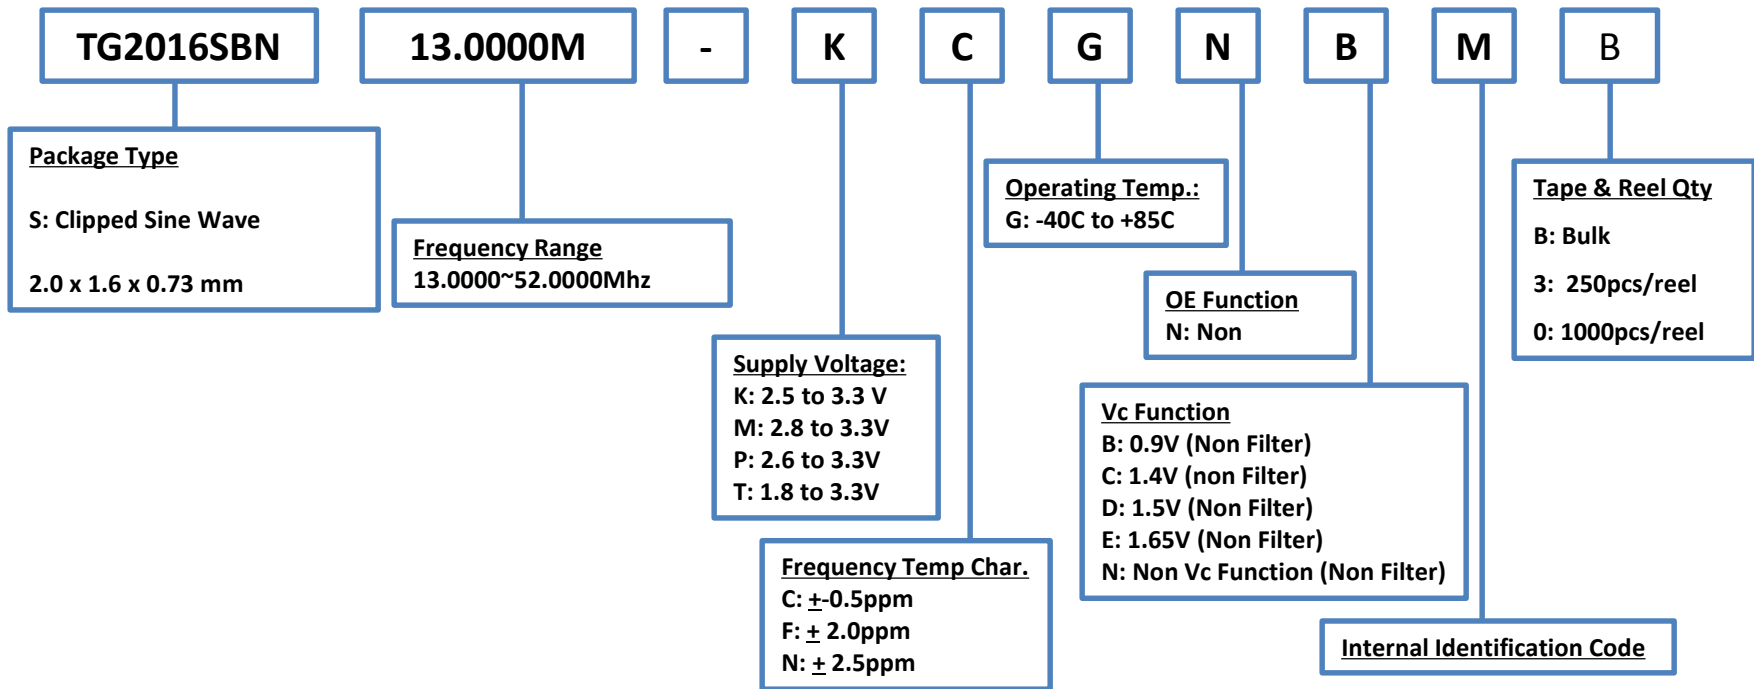 TG2016SBN 13.0000M - K C G N B M B
Package Type
S: Clipped Sine Wave
2.0 x 1.6 x 0.73 mm
Frequency Range
13.0000~52.0000Mhz
Supply Voltage:
K: 2.5 to 3.3 V
M: 2.8 to 3.3V
P: 2.6 to 3.3V
T: 1.8 to 3.3V
Frequency Temp Char.
C: +-0.5ppm
F: + 2.0ppm
N: + 2.5ppm
Operating Temp.:
G: -40C to +85C
OE Function
N: Non
Vc Function
B: 0.9V (Non Filter)
C: 1.4V (non Filter)
D: 1.5V (Non Filter)
E: 1.65V (Non Filter)
N: Non Vc Function (Non Filter)
Internal Identification Code
Tape & Reel Qty
B: Bulk
3: 250pcs/reel
0: 1000pcs/reel